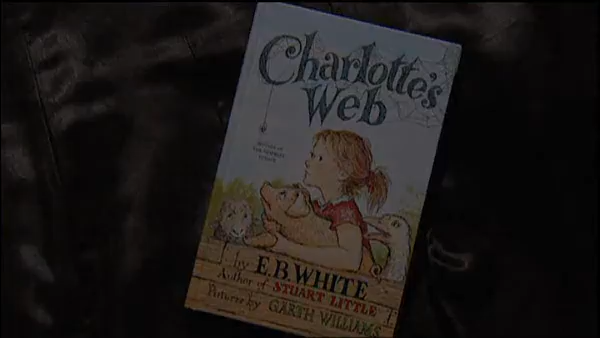 Charlotte's
Web
by E.B. WHITE
Author of STUART LITTLE
Pictures by GARTH WILLIAMS